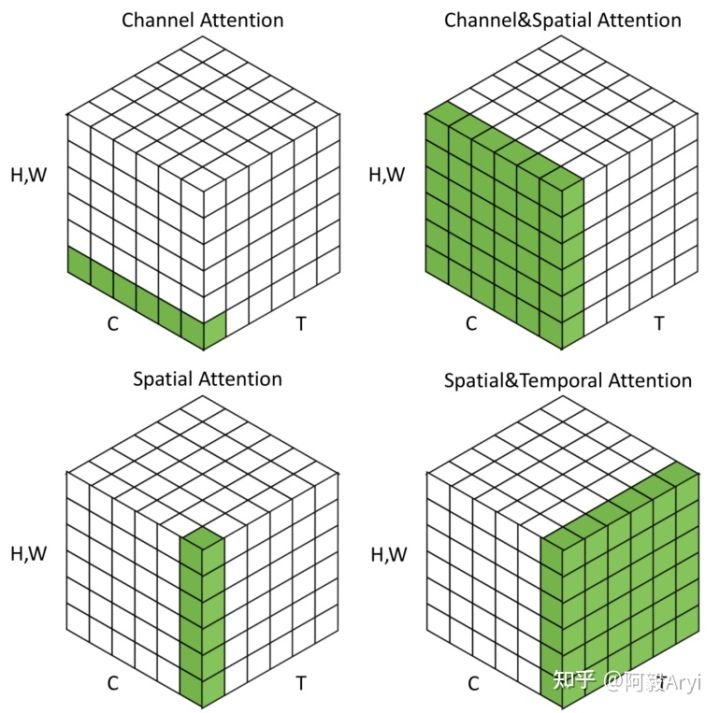 Channel Attention
Channel&Spatial Attention
H,W
C
T
H,W
C
T
Spatial Attention
Spatial&Temporal Attention
H,W
C
T
H,W
C
T
知乎 @阿毅Aryi